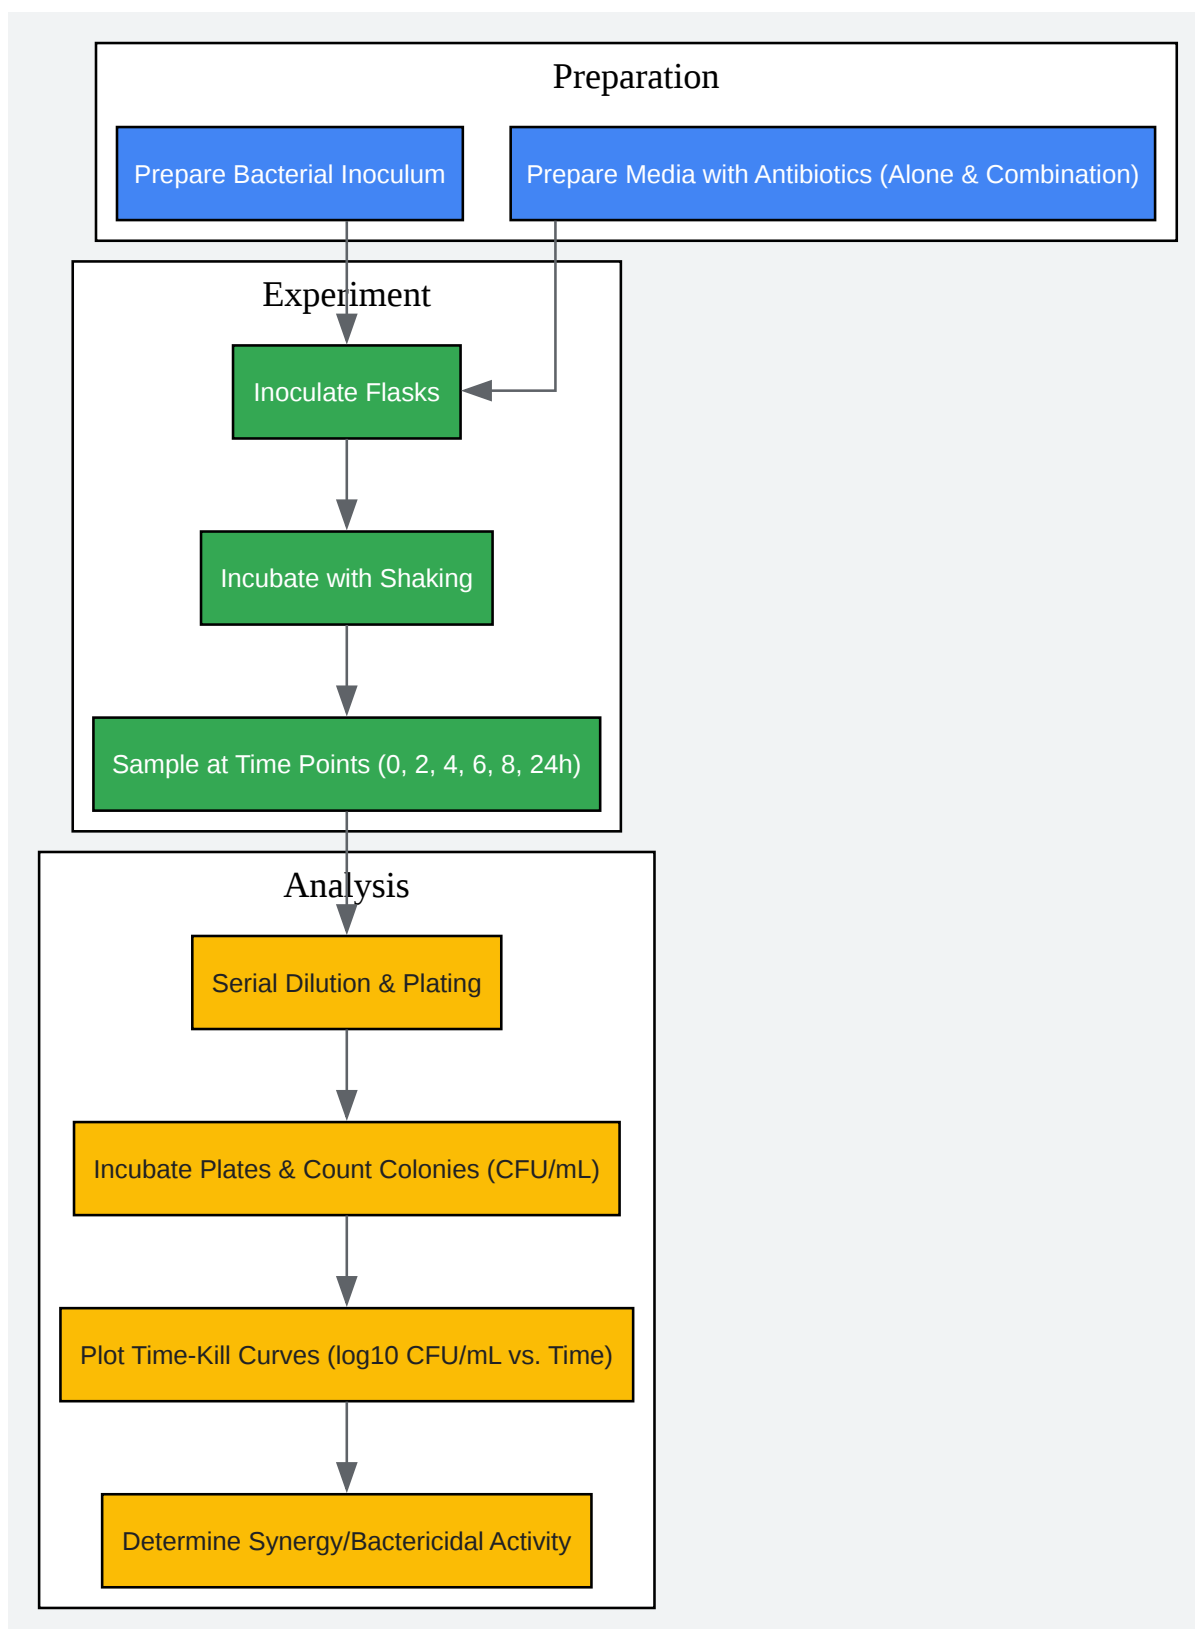 Preparation
Prepare Bacterial Inoculum
Prepare Media with Antibiotics (Alone & Combination)
Experiment
Inoculate Flasks
Incubate with Shaking
Sample at Time Points (0, 2, 4, 6, 8, 24h)
Analysis
Serial Dilution & Plating
Incubate Plates & Count Colonies (CFU/mL)
Plot Time-Kill Curves (log10 CFU/mL vs. Time)
Determine Synergy/Bactericidal Activity